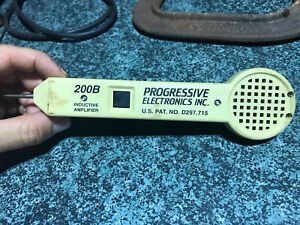 200B
INDUCTIVE
AMPLIFIER
PROGRESSIVE
ELECTRONICS INC.
U.S. PAT. NO. D297,715